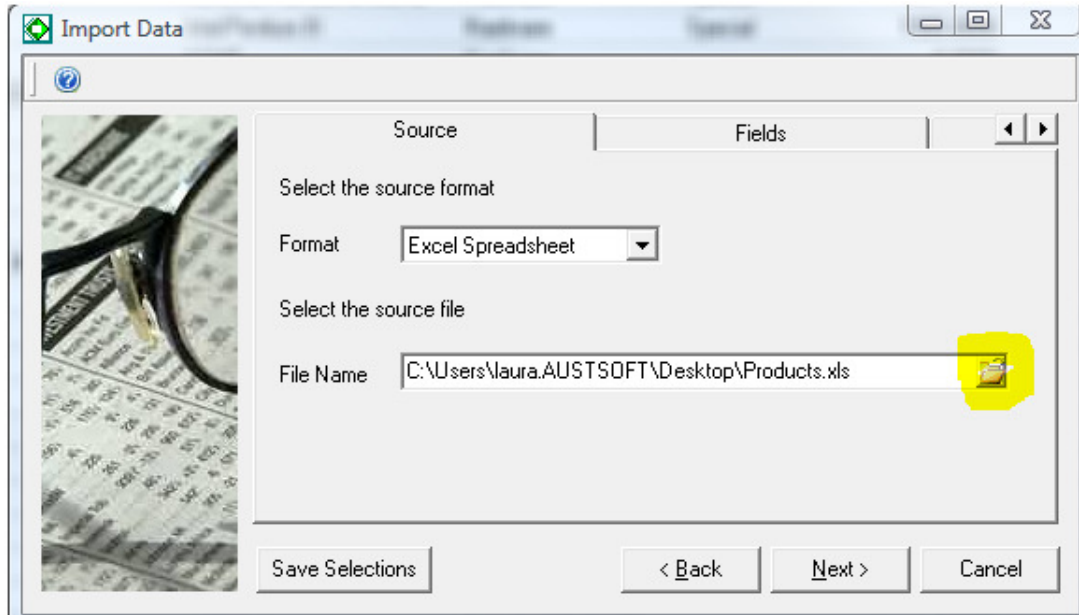 Import Data
Source
Fields
Select the source format
Format
Excel Spreadsheet
Select the source file
File Name
C:\Users\laura.AUSTSOFT\Desktop\Products.xls
Save Selections
< Back
Next >
Cancel